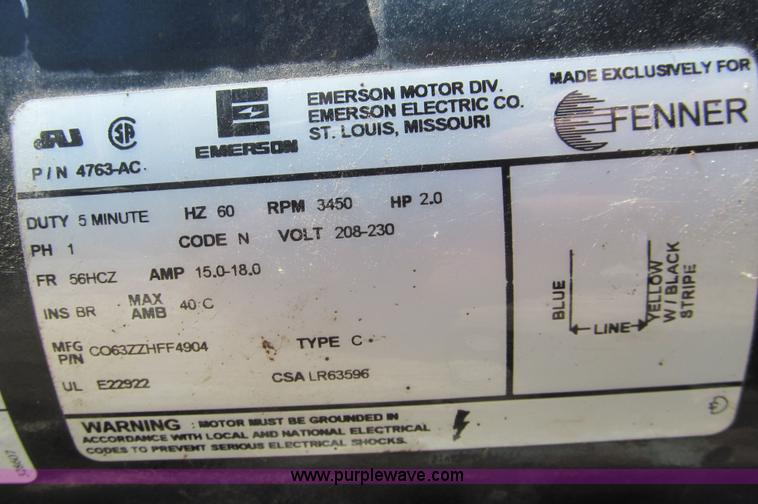 EMERSON MOTOR DIV.
EMERSON ELECTRIC CO.
ST. LOUIS, MISSOURI
EMERSON
MADE EXCLUSIVELY FOR
FENNER
P/N 4763-AC
DUTY 5 MINUTE HZ 60 RPM 3450 HP 2.0
PH 1 CODE N VOLT 208-230
FR 56HCZ AMP 15.0-18.0
INS BR MAX AMB 40 C
MFG P/N CO63ZZHFF4904 TYPE C
UL E22922 CSA LR63596
BLUE
LINE
YELLOW
W/BLACK
STRIPE
WARNING: MOTOR MUST BE GROUNDED IN
ACCORDANCE WITH LOCAL AND NATIONAL ELECTRICAL
CODES TO PREVENT SERIOUS ELECTRICAL SHOCKS.
www.purplewave.com